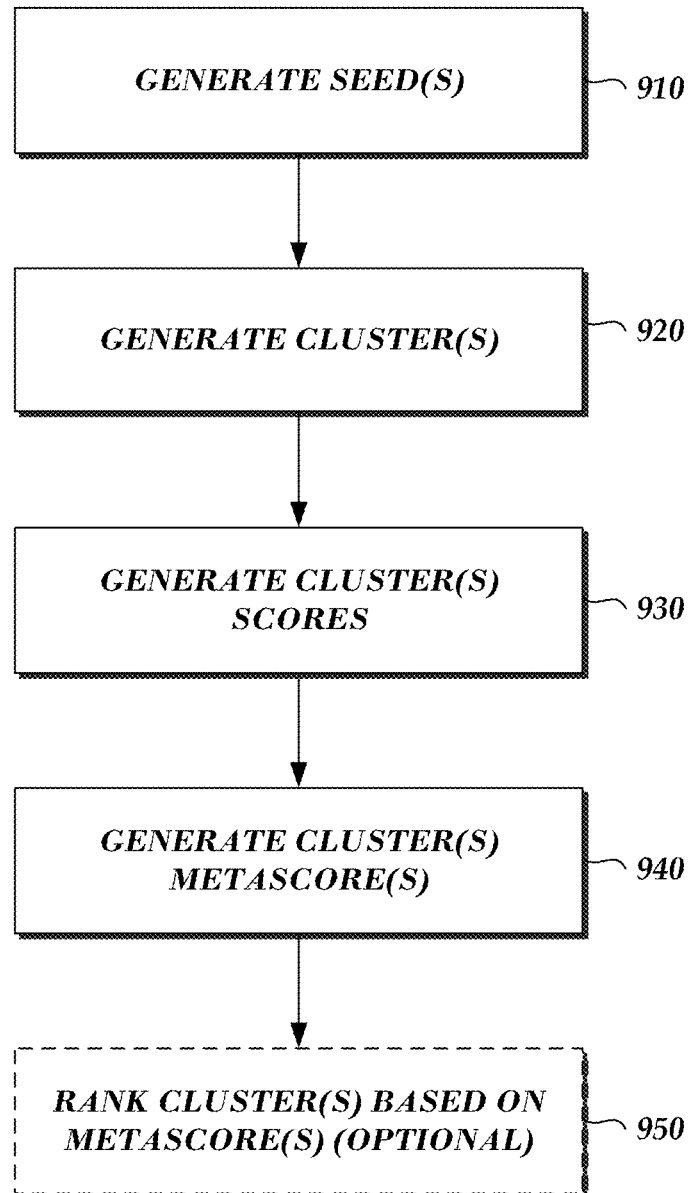 GENERATE SEED(S)
910
GENERATE CLUSTER(S)
920
GENERATE CLUSTER(S)
SCORES
930
GENERATE CLUSTER(S)
METASCORE(S)
940
RANK CLUSTER(S) BASED ON
METASCORE(S) (OPTIONAL)
950